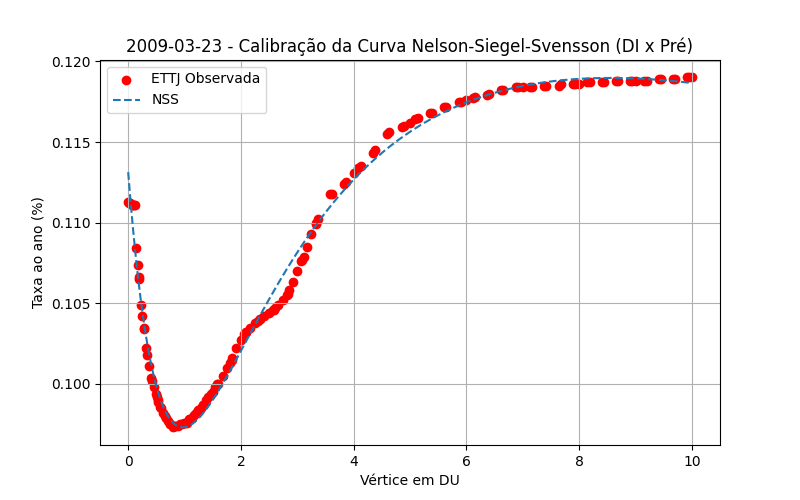 2009-03-23 - Calibração da Curva Nelson-Siegel-Svensson (DI x Pré)
ETTJ Observada
NSS
Taxa ao ano (%)
0.120
0.115
0.110
0.105
0.100
0 2 4 6 8 10
Vértice em DU